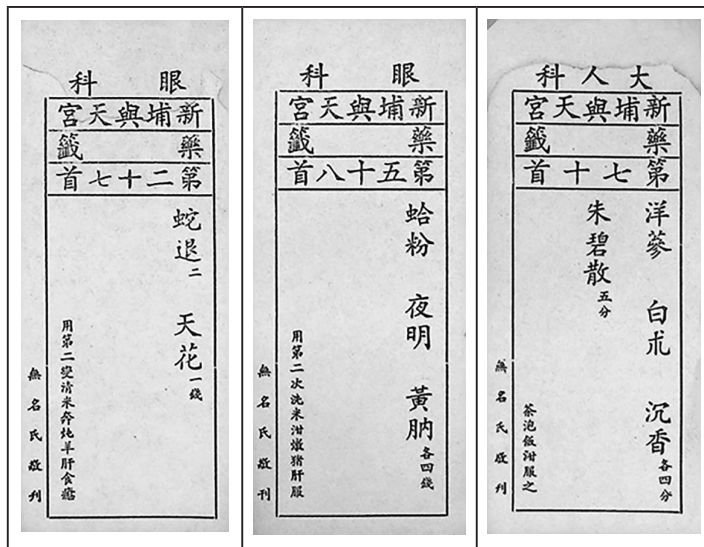 眼科
新埔與天宮
藥籤
第二十七首
蛇退二 天花一錢
用第二變清米炖羊肝食癒
無名氏敬刊
眼科
新埔與天宮
藥籤
第五十八首
蛤粉 夜明 黃朒各四錢
用第二次洗米泔燉猪肝服
無名氏敬刊
大人科
新埔與天宮
藥籤
第七十首
洋蔘 白朮 沉香各四分
朱碧散五分
茶泡飯泔服之
無名氏敬刊